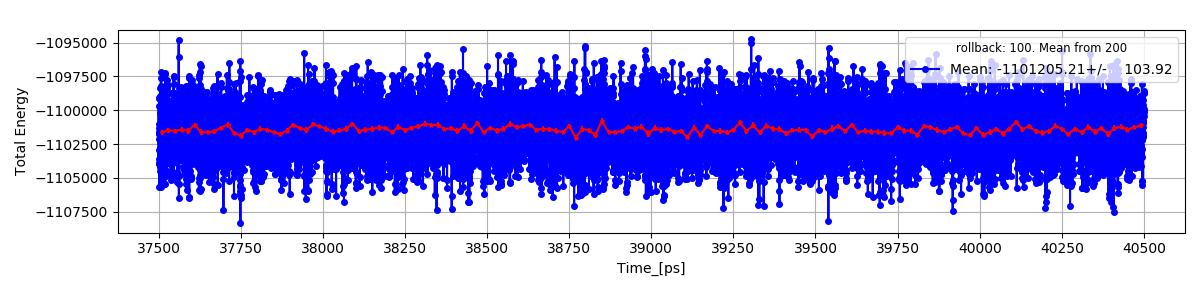 rollback: 100. Mean from 200
Mean: -1101205.21+/-   103.92
Total Energy
−1095000
−1097500
−1100000
−1102500
−1105000
−1107500
37500 37750 38000 38250 38500 38750 39000 39250 39500 39750 40000 40250 40500
Time_[ps]